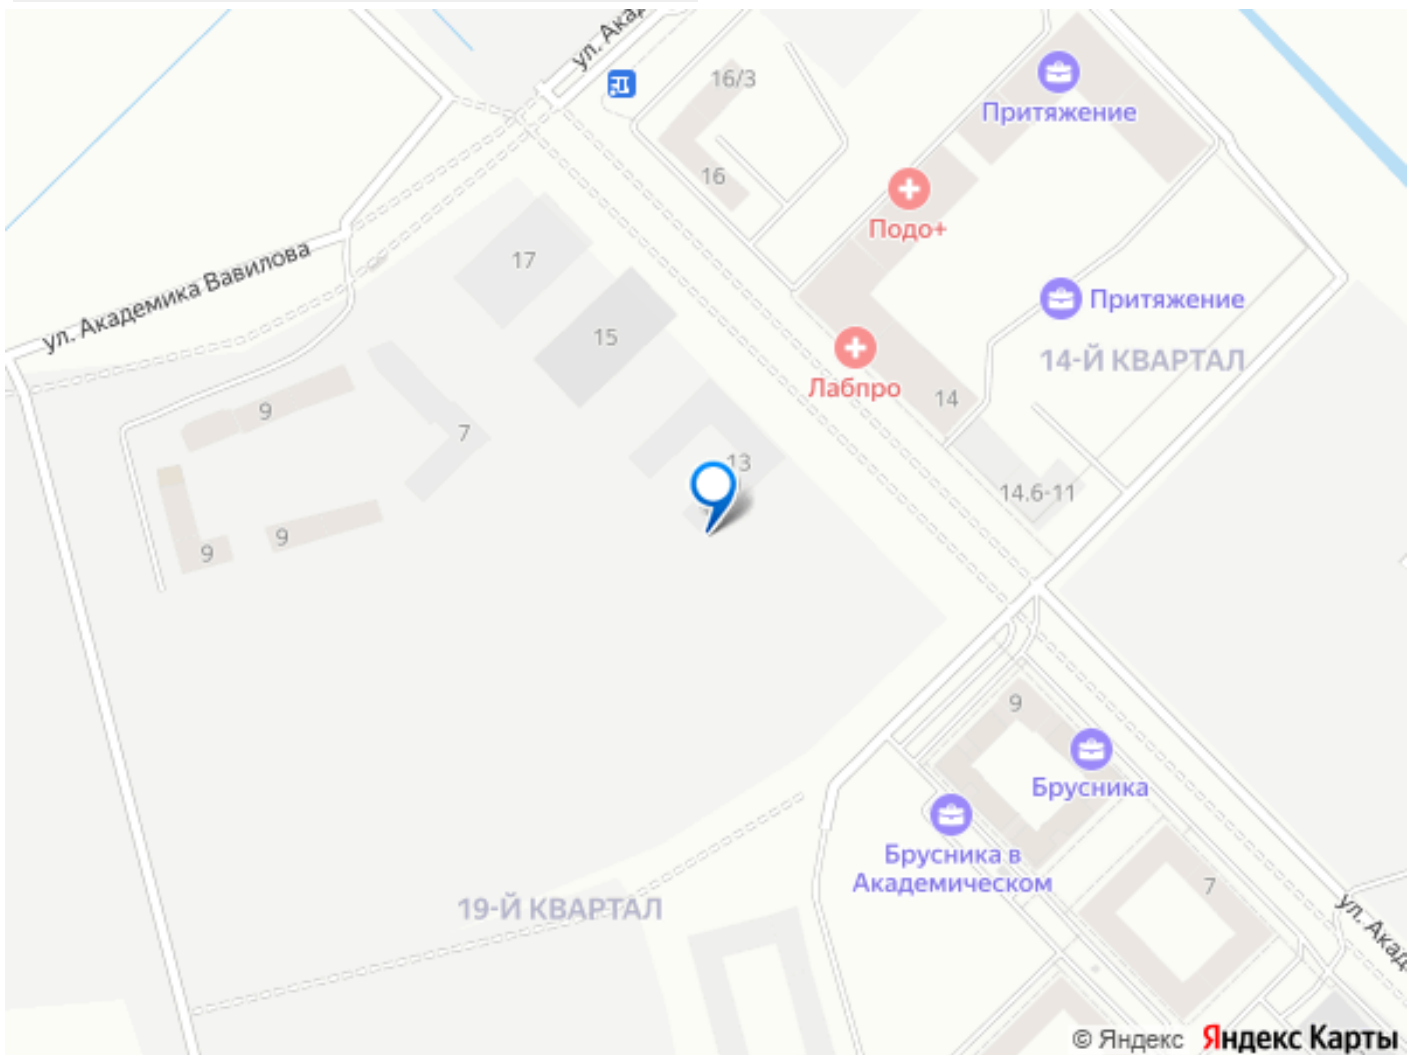 ул. Акад
16/3
Притяжение
16
Подо+
ул. Академика Вавилова
17
Притяжение
15
14-Й КВАРТАЛ
Лабпро
14
9
7
13
14.6-11
9
9
9
Брусника
Брусника в
Академическом
7
19-Й КВАРТАЛ
ул. Акад
© Яндекс Яндекс Карты